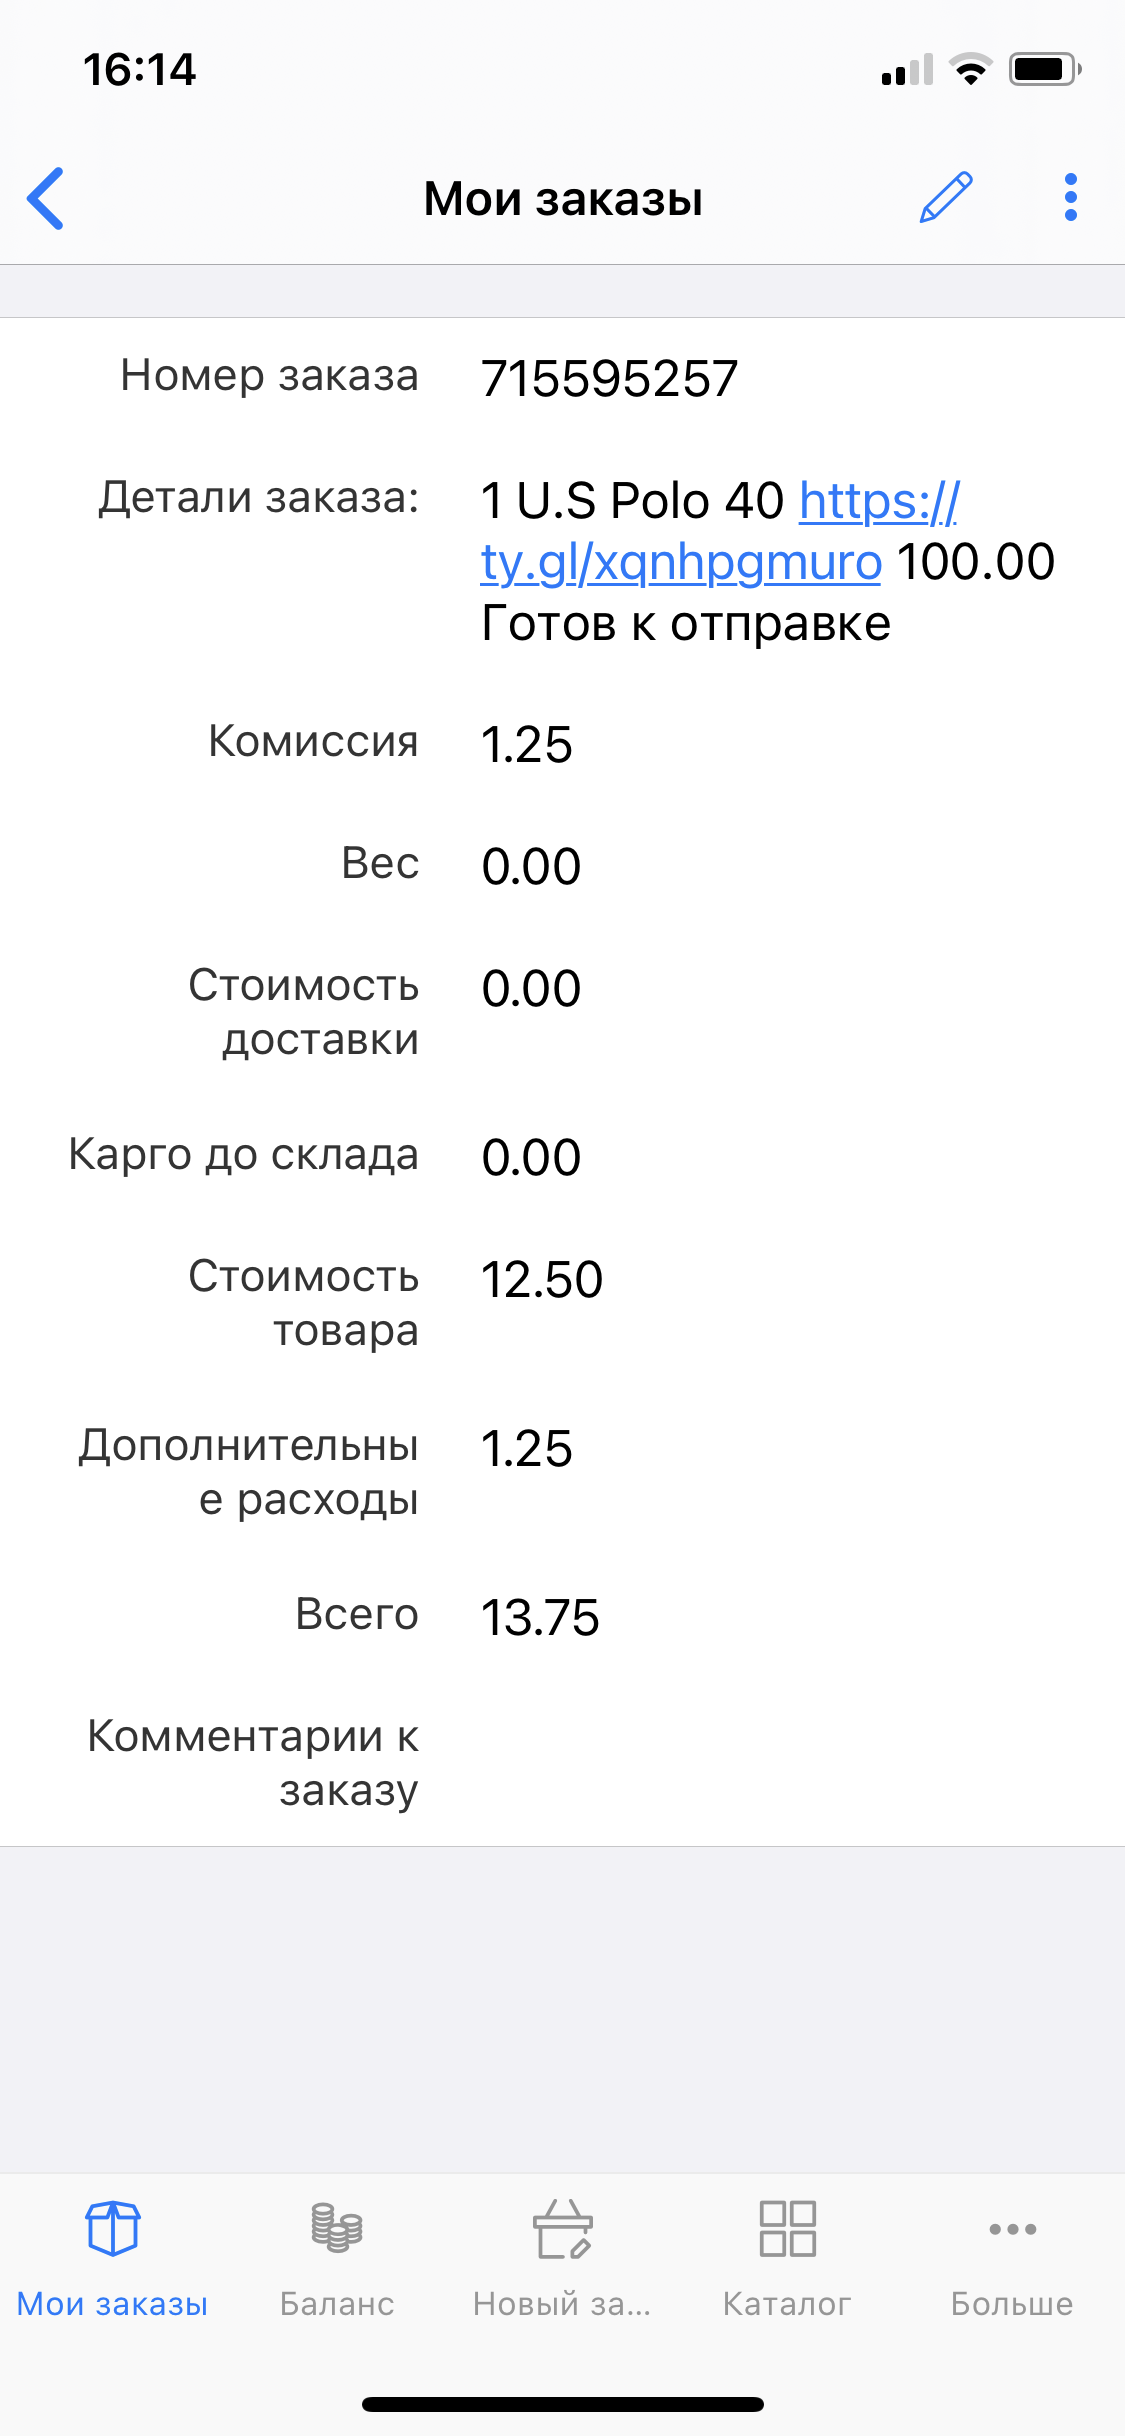 16:14
Мои заказы
Номер заказа 715595257
Детали заказа: 1 U.S Polo 40 https://
ty.gl/xqnhpgmuro 100.00
Готов к отправке
Комиссия 1.25
Вес 0.00
Стоимость 0.00
доставки
Карго до склада 0.00
Стоимость 12.50
товара
Дополнительны 1.25
е расходы
Всего 13.75
Комментарии к
заказу
Мои заказы Баланс Новый за... Каталог Больше